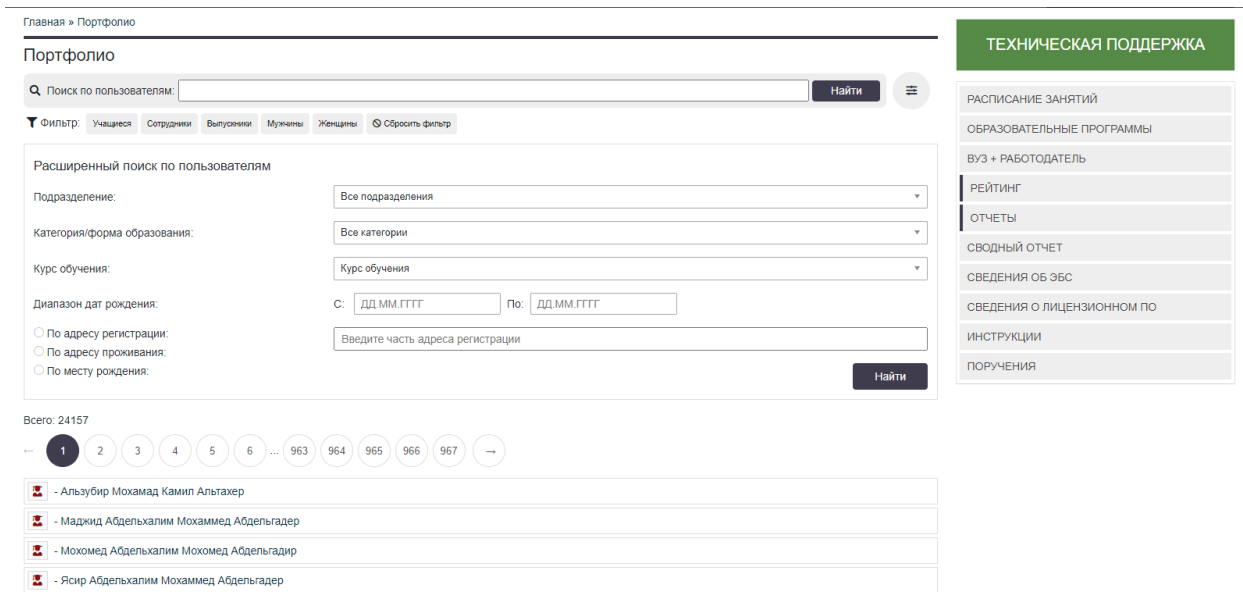 Главная » Портфолио
Портфолио
Поиск по пользователям:
Найти
Фильтр: Учащиеся Сотрудники Выпускники Мужчины Женщины Сбросить фильтр
Расширенный поиск по пользователям
Подразделение: Все подразделения
Категория/форма образования: Все категории
Курс обучения: Курс обучения
Диапазон дат рождения: С: ДД.ММ.ГГГГ По: ДД.ММ.ГГГГ
По адресу регистрации: Введите часть адреса регистрации
По адресу проживания:
По месту рождения:
Найти
Всего: 24157
← 1 2 3 4 5 6 ... 963 964 965 966 967 →
- Альзубир Мохамад Камил Альтахер
- Маджид Абдельхалим Мохаммед Абдельгадер
- Мохомед Абдельхалим Мохомед Абдельгадир
- Ясир Абдельхалим Мохаммед Абдельгадер
ТЕХНИЧЕСКАЯ ПОДДЕРЖКА
РАСПИСАНИЕ ЗАНЯТИЙ
ОБРАЗОВАТЕЛЬНЫЕ ПРОГРАММЫ
ВУЗ + РАБОТОДАТЕЛЬ
РЕЙТИНГ
ОТЧЕТЫ
СВОДНЫЙ ОТЧЕТ
СВЕДЕНИЯ ОБ ЭБС
СВЕДЕНИЯ О ЛИЦЕНЗИОННОМ ПО
ИНСТРУКЦИИ
ПОРУЧЕНИЯ